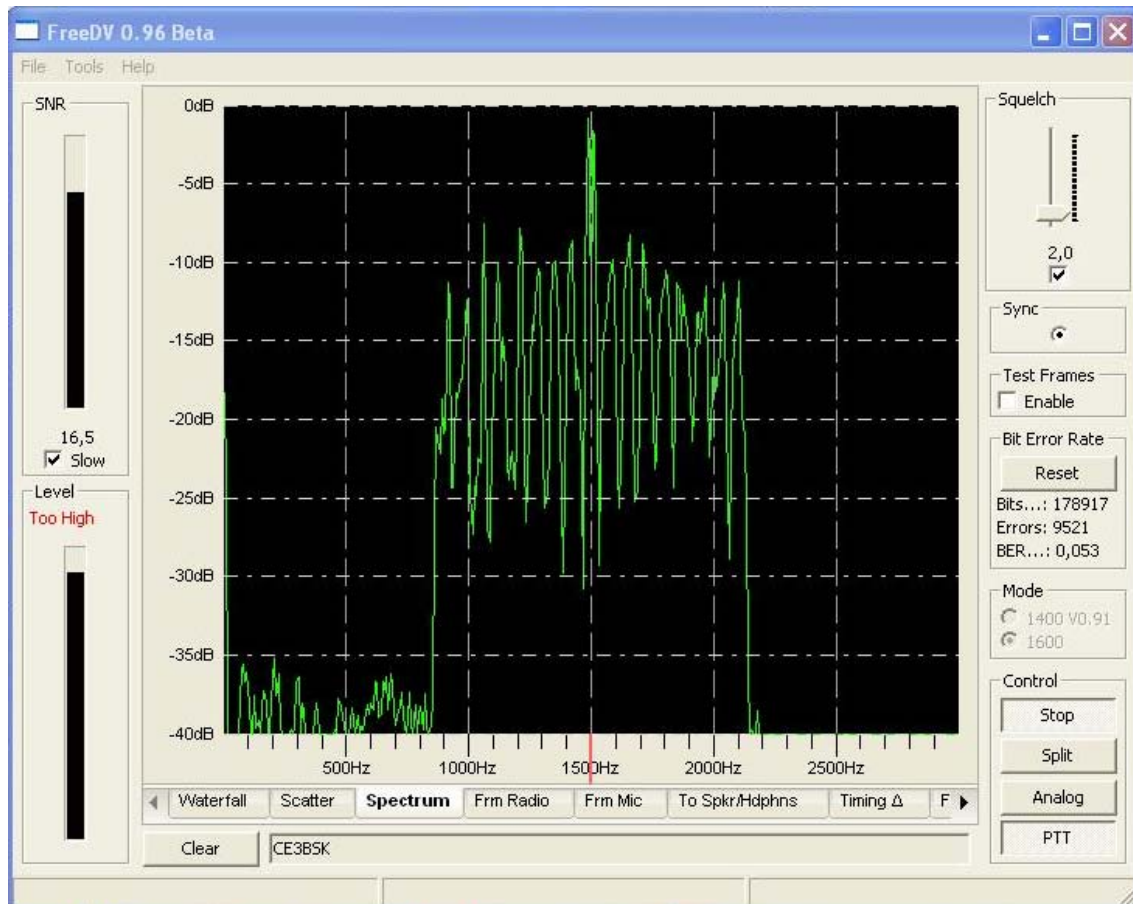 FreeDV 0.96 Beta
File Tools Help
SNR
16,5
Slow
Level
Too High
0dB
-5dB
-10dB
-15dB
-20dB
-25dB
-30dB
-35dB
-40dB
500Hz 1000Hz 1500Hz 2000Hz 2500Hz
Waterfall Scatter Spectrum Frm Radio Frm Mic To Spkr/Hdphns Timing Δ F
Clear CE3BSK
Squelch
2,0
Sync
Test Frames
Enable
Bit Error Rate
Reset
Bits...: 178917
Errors: 9521
BER...: 0,053
Mode
1400 V0.91
1600
Control
Stop
Split
Analog
PTT